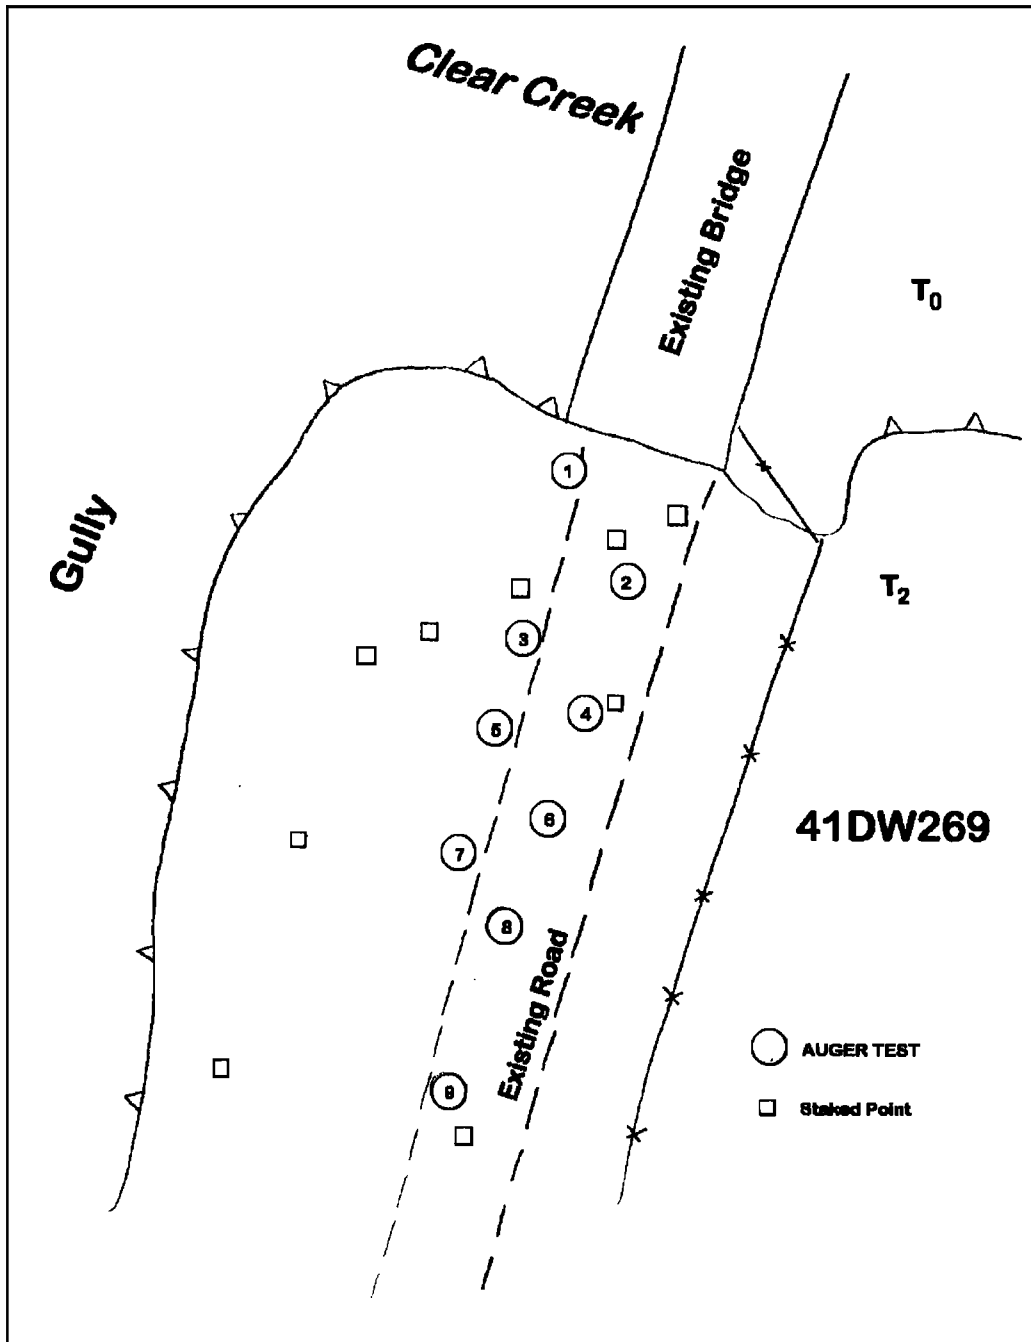 Clear Creek
Existing Bridge
T0
Gully
1
2
T2
3
4
5
6
41DW269
7
8
Existing Road
9
AUGER TEST
Staked Point